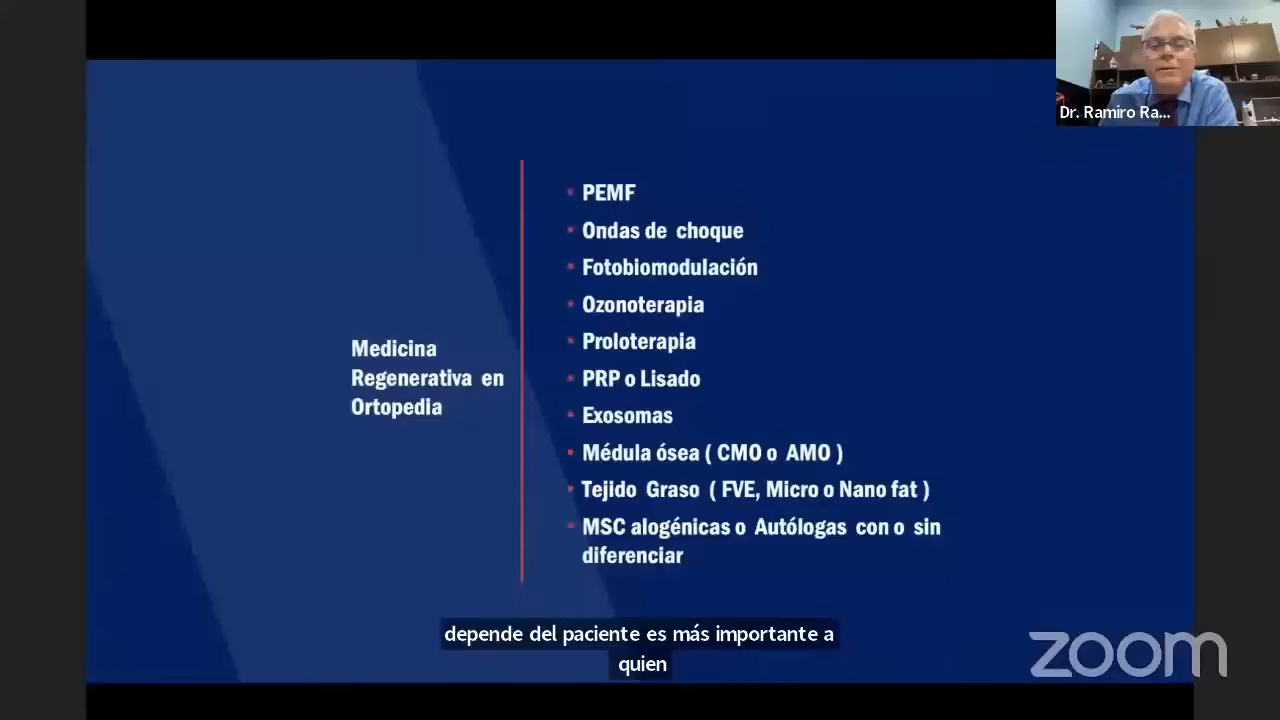 Dr. Ramiro Ra...
Medicina
Regenerativa en
Ortopedia
PEMF
Ondas de choque
Fotobiomodulación
Ozonoterapia
Proloterapia
PRP o Lisado
Exosomas
Médula ósea ( CMO o AMO )
Tejido Graso ( FVE, Micro o Nano fat )
MSC alogénicas o Autólogas con o sin
diferenciar
depende del paciente es más importante a
quien
zoom